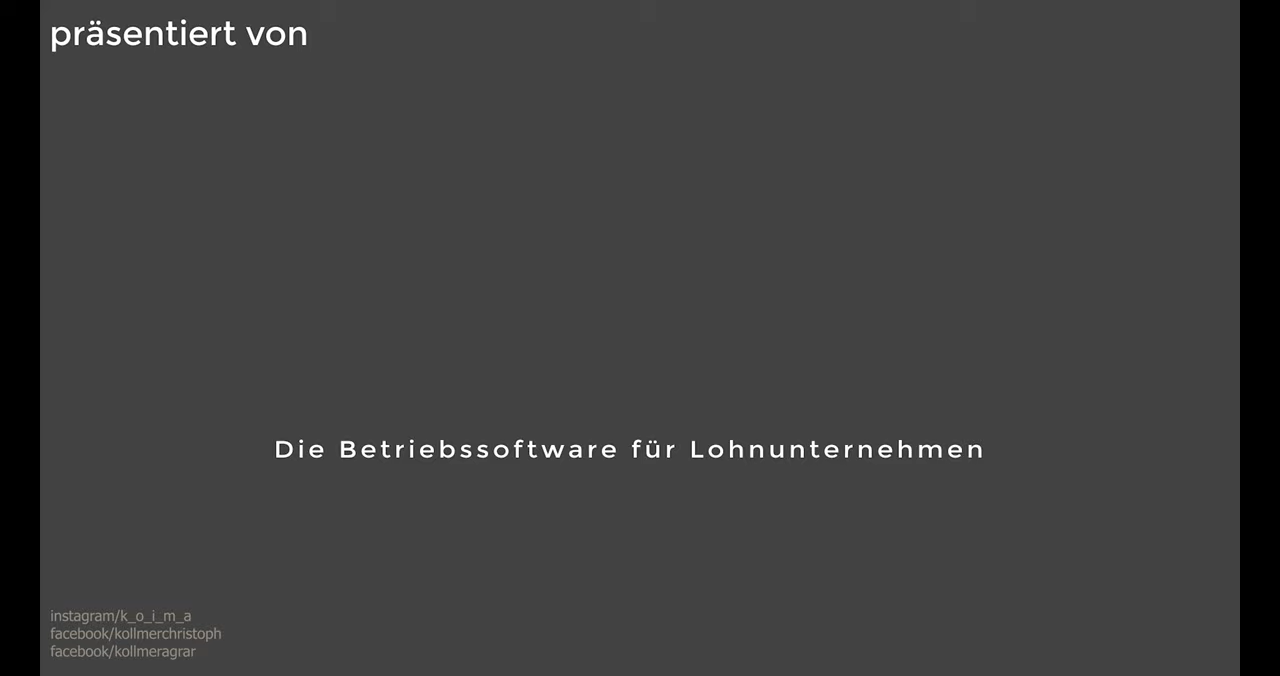 präsentiert von
Die Betriebssoftware für Lohnunternehmen
instagram/k_o_i_m_a
facebook/kollmerchristoph
facebook/kollmeragrar